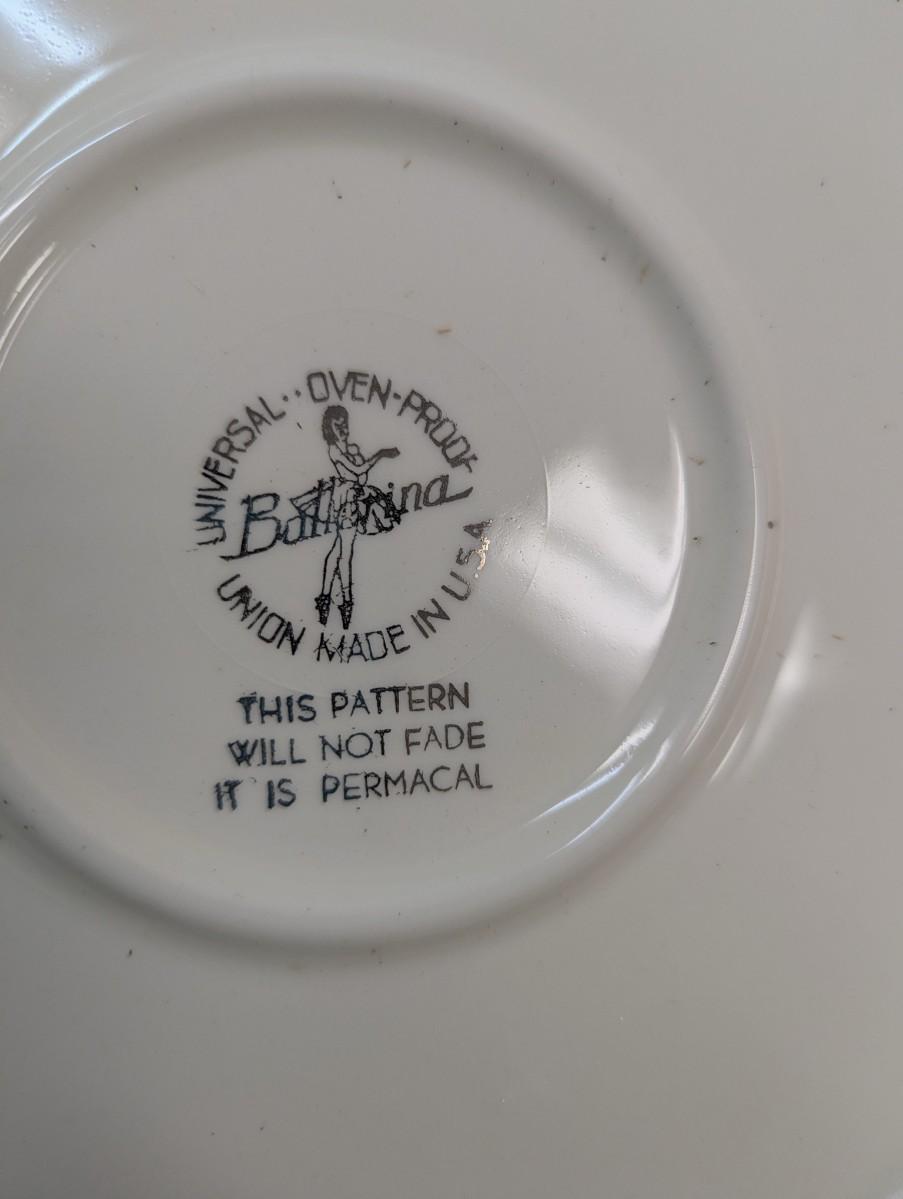 UNIVERSAL·· OVEN-PROOF
Ballerina
UNION MADE IN U.S.A
THIS PATTERN
WILL NOT FADE
IT IS PERMACAL